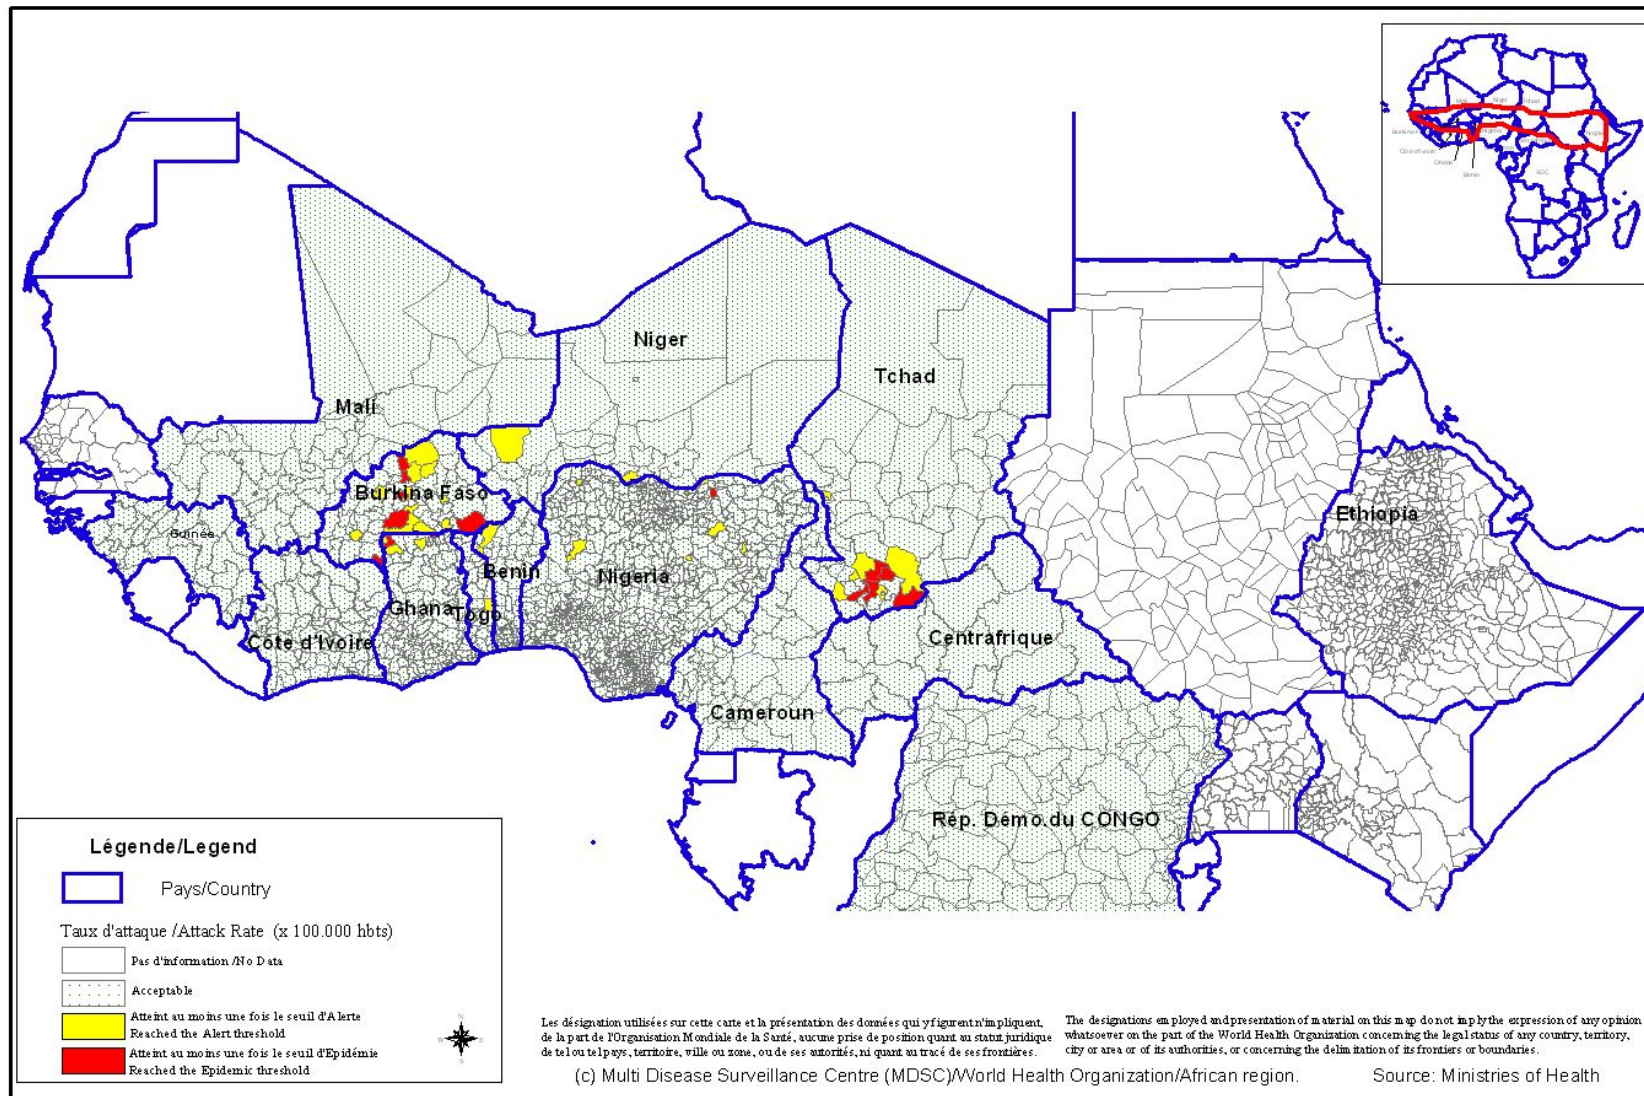 Mali
Niger
Tchad
Burkina Faso
Guinée
Ethiopia
Benin
Nigeria
Ghana
Togo
Côte d'Ivoire
Centrafrique
Cameroun
Rép. Démo.du CONGO
Mali
Niger
Tchad
Nigeria
Côte d'Ivoire
Ghana
Benin
RDC
Légende/Legend
Pays/Country
Taux d'attaque /Attack Rate (x 100.000 hbts)
Pas d'information /No Data
Acceptable
Atteint au moins une fois le seuil d'Alerte
Reached the Alert threshold
Atteint au moins une fois le seuil d'Epidémie
Reached the Epidemic threshold
N
S
Les désignation utilisées sur cette carte et la présentation des données qui y figurent n'impliquent,
de la part de l'Organisation Mondiale de la Santé, aucune prise de position quant au statut juridique
de tel ou tel pays, territoire, ville ou zone, ou de ses autorités, ni quant au tracé de ses frontières.
The designations employed and presentation of material on this map do not imply the expression of any opinion
whatsoever on the part of the World Health Organization concerning the legal status of any country, territory,
city or area or of its authorities, or concerning the delimitation of its frontiers or boundaries.
(c) Multi Disease Surveillance Centre (MDSC)/World Health Organization/African region.
Source: Ministries of Health